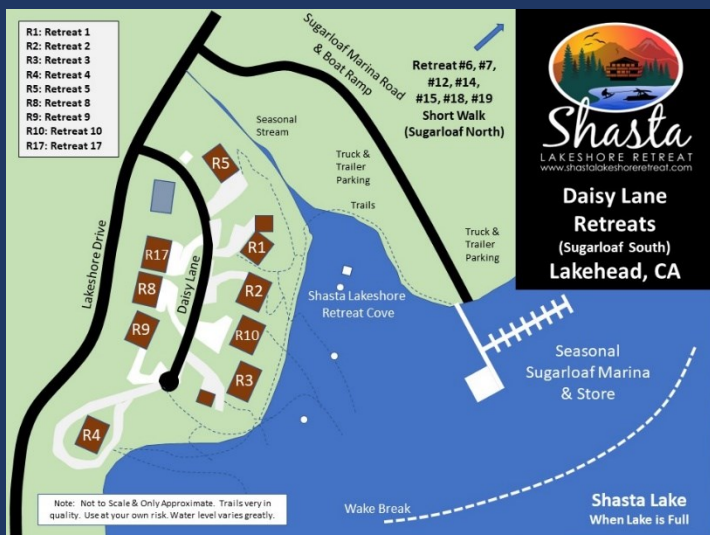 R1: Retreat 1
R2: Retreat 2
R3: Retreat 3
R4: Retreat 4
R5: Retreat 5
R8: Retreat 8
R9: Retreat 9
R10: Retreat 10
R17: Retreat 17
Sugarloaf Marina Road
& Boat Ramp
Retreat #6, #7,
#12, #14,
#15, #18, #19
Short Walk
(Sugarloaf North)
Shasta
LAKESHORE RETREAT
www.shastalakeshoreretreat.com
Daisy Lane
Retreats
(Sugarloaf South)
Lakehead, CA
Seasonal
Stream
Truck &
Trailer
Parking
Trails
Truck &
Trailer
Parking
Lakeshore Drive
Daisy Lane
R5
R1
R17
R8
R2
R9
R10
R3
R4
Shasta Lakeshore
Retreat Cove
Seasonal
Sugarloaf Marina
& Store
Wake Break
Shasta Lake
When Lake is Full
Note: Not to Scale & Only Approximate. Trails very in
quality. Use at your own risk. Water level varies greatly.